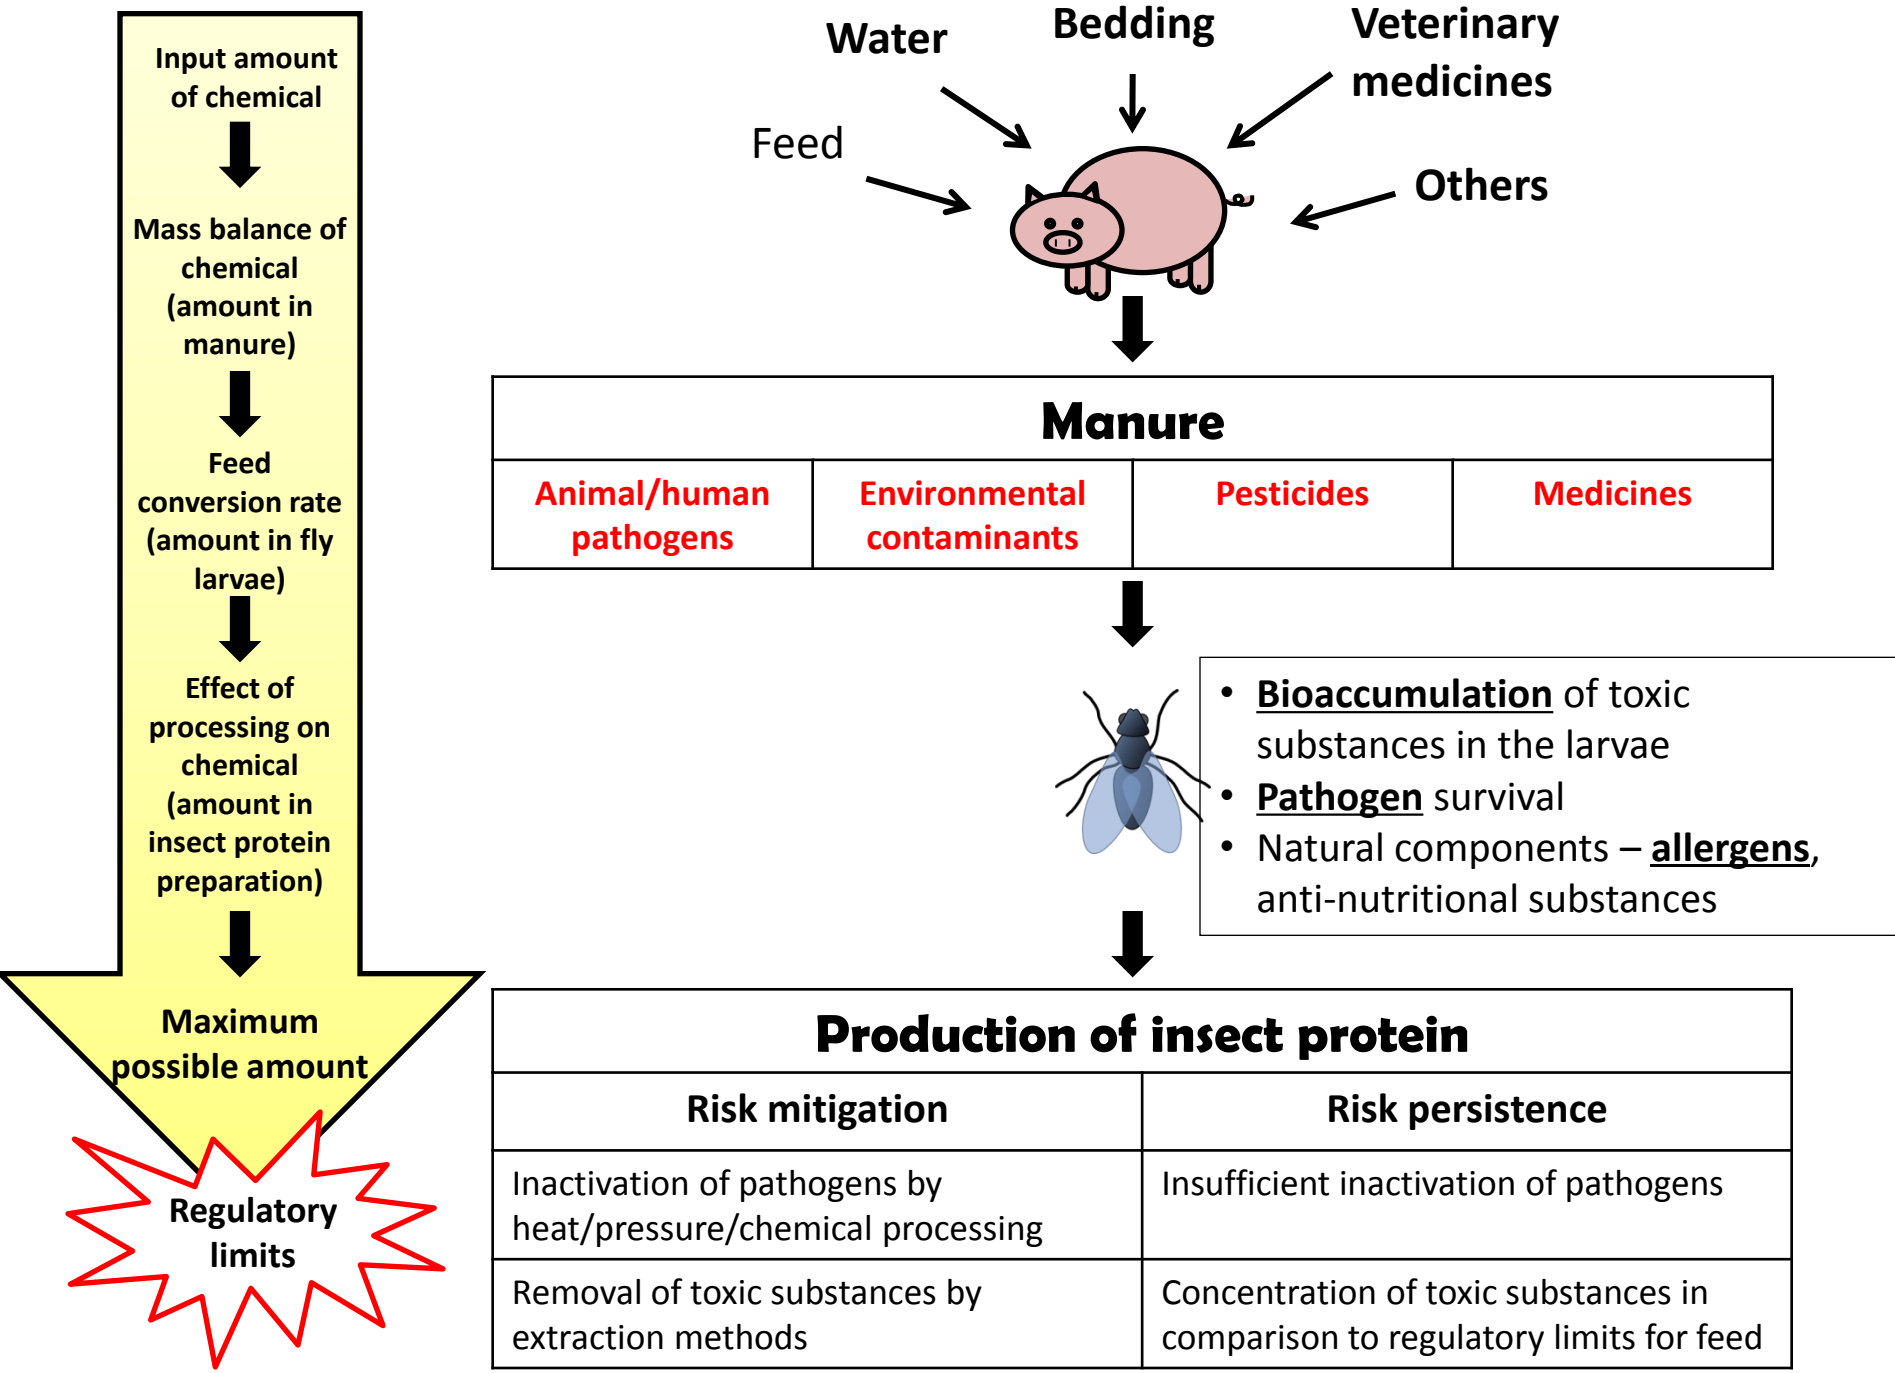 Input amount
of chemical
Mass balance of
chemical
(amount in
manure)
Feed
conversion rate
(amount in fly
larvae)
Effect of
processing on
chemical
(amount in
insect protein
preparation)
Maximum
possible amount
Regulatory
limits
Feed
Water
Bedding
Veterinary
medicines
Others
Manure
Animal/human
pathogens
Environmental
contaminants
Pesticides
Medicines
• Bioaccumulation of toxic
substances in the larvae
• Pathogen survival
• Natural components – allergens,
anti-nutritional substances
Production of insect protein
Risk mitigation
Risk persistence
Inactivation of pathogens by
heat/pressure/chemical processing
Insufficient inactivation of pathogens
Removal of toxic substances by
extraction methods
Concentration of toxic substances in
comparison to regulatory limits for feed